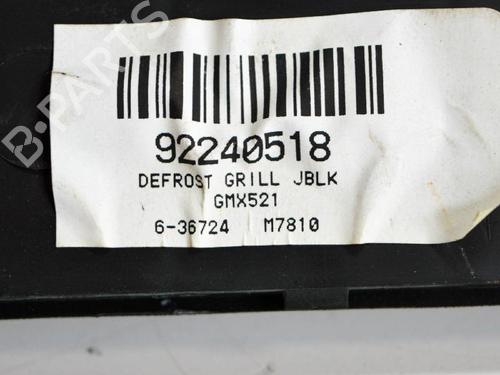 B-PARTS
92240518
DEFROST GRILL JBLK
GMX521
6-36724 M7810